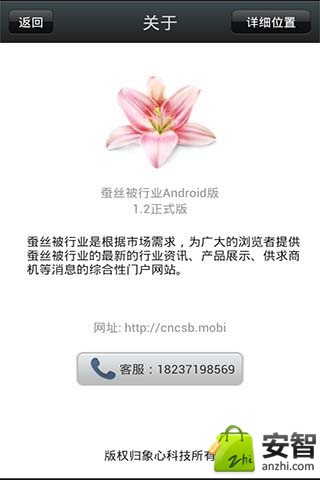 返回
关于
详细位置
蚕丝被行业Android版
1.2正式版
蚕丝被行业是根据市场需求，为广大的浏览者提供
蚕丝被行业的最新的行业资讯、产品展示、供求商
机等消息的综合性门户网站。
网址: http://cncsb.mobi
客服：18237198569
版权归象心科技所有
zhi
安智
anzhi.com